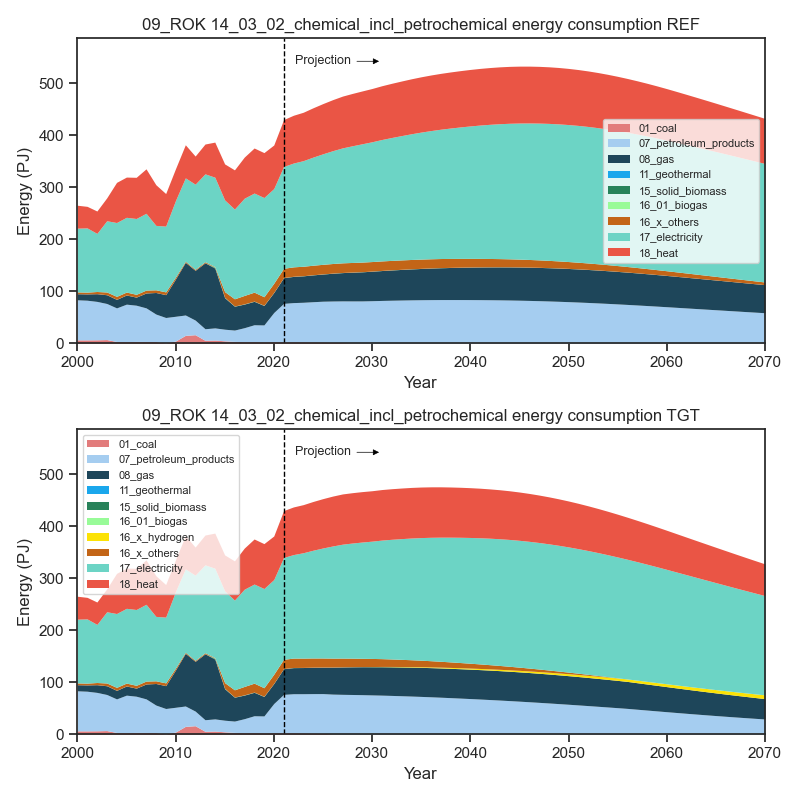 09_ROK 14_03_02_chemical_incl_petrochemical energy consumption REF
Projection
500
400
300
200
100
0
Energy (PJ)
01_coal
07_petroleum_products
08_gas
11_geothermal
15_solid_biomass
16_01_biogas
16_x_others
17_electricity
18_heat
2000 2010 2020 2030 2040 2050 2060 2070
Year
09_ROK 14_03_02_chemical_incl_petrochemical energy consumption TGT
Projection
500
400
300
200
100
0
Energy (PJ)
01_coal
07_petroleum_products
08_gas
11_geothermal
15_solid_biomass
16_01_biogas
16_x_hydrogen
16_x_others
17_electricity
18_heat
2000 2010 2020 2030 2040 2050 2060 2070
Year